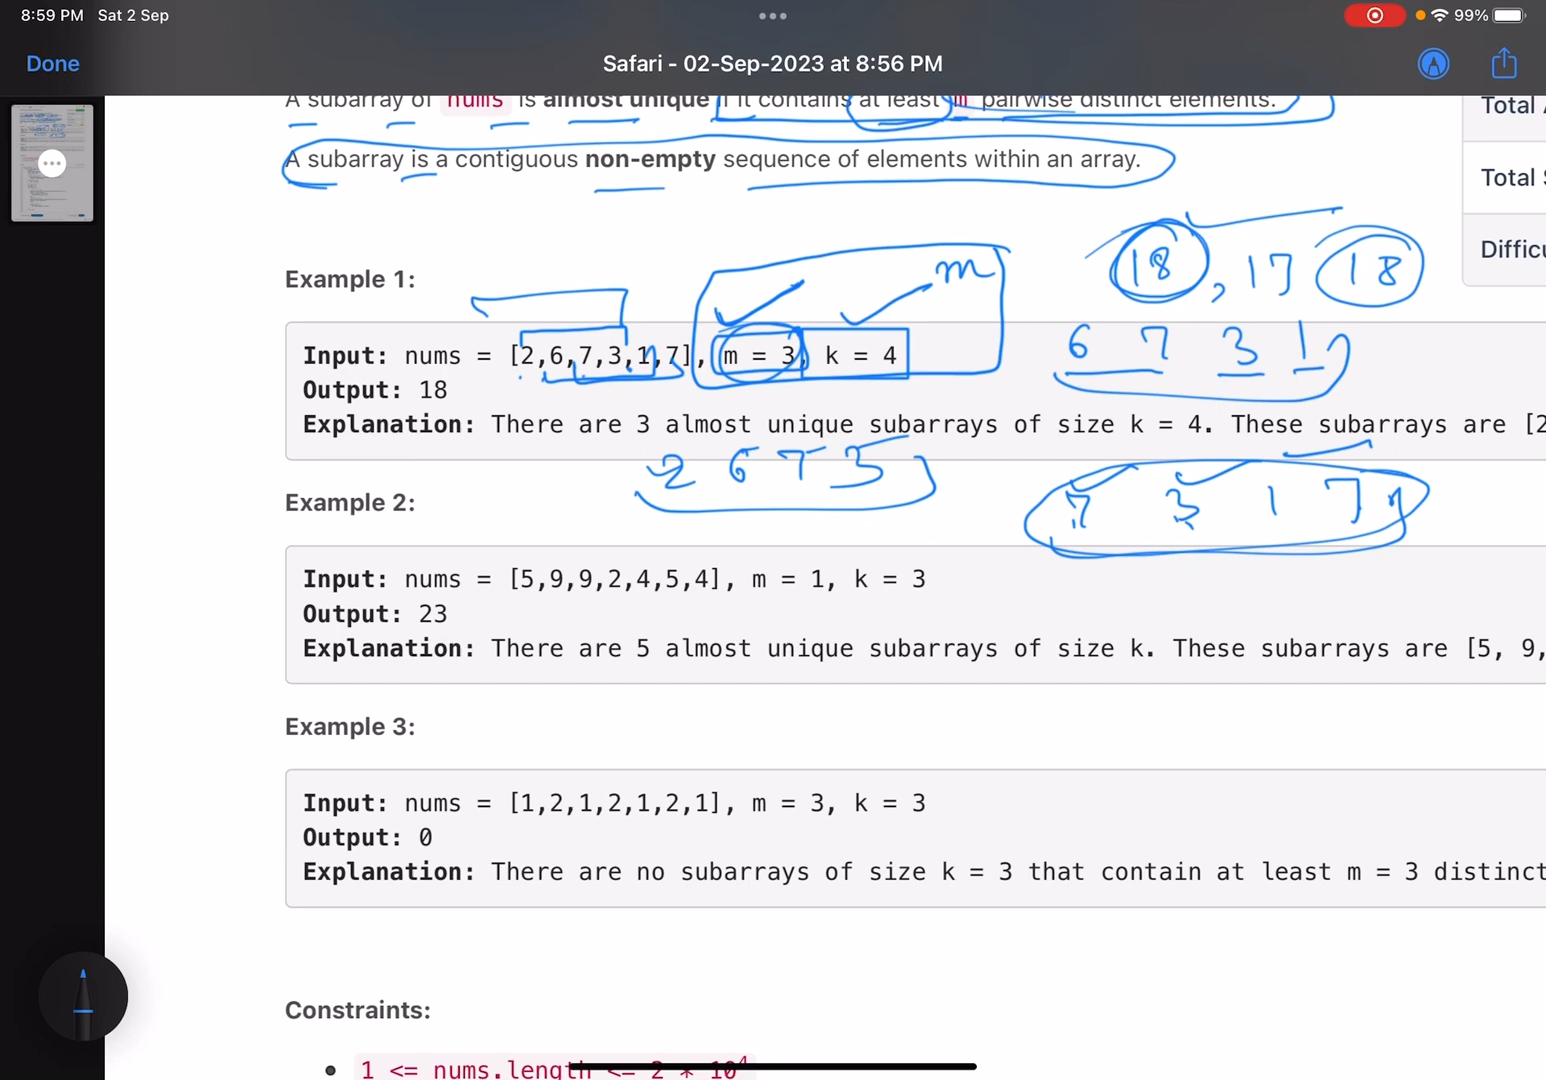 8:59 PM Sat 2 Sep
99%
Done
Safari - 02-Sep-2023 at 8:56 PM
A subarray of nums is almost unique if it contains at least m pairwise distinct elements.
Total
A subarray is a contiguous non-empty sequence of elements within an array.
Total
18, 17 18
Difficu
m
Example 1:
Input: nums = [2,6,7,3,1,7], m = 3, k = 4
6 7 3 1
Output: 18
Explanation: There are 3 almost unique subarrays of size k = 4. These subarrays are [2
2 6 7 3
7 3 1 7
Example 2:
Input: nums = [5,9,9,2,4,5,4], m = 1, k = 3
Output: 23
Explanation: There are 5 almost unique subarrays of size k. These subarrays are [5, 9,
Example 3:
Input: nums = [1,2,1,2,1,2,1], m = 3, k = 3
Output: 0
Explanation: There are no subarrays of size k = 3 that contain at least m = 3 distinct
Constraints:
1 <= nums.length <= 2 * 10^4